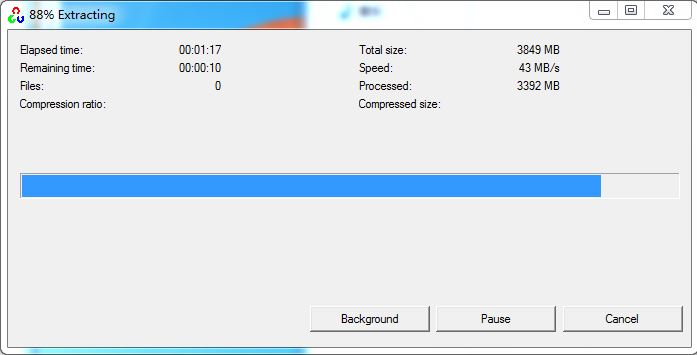 88% Extracting
Elapsed time: 00:01:17 Total size: 3849 MB
Remaining time: 00:00:10 Speed: 43 MB/s
Files: 0 Processed: 3392 MB
Compression ratio: Compressed size:
Background Pause Cancel